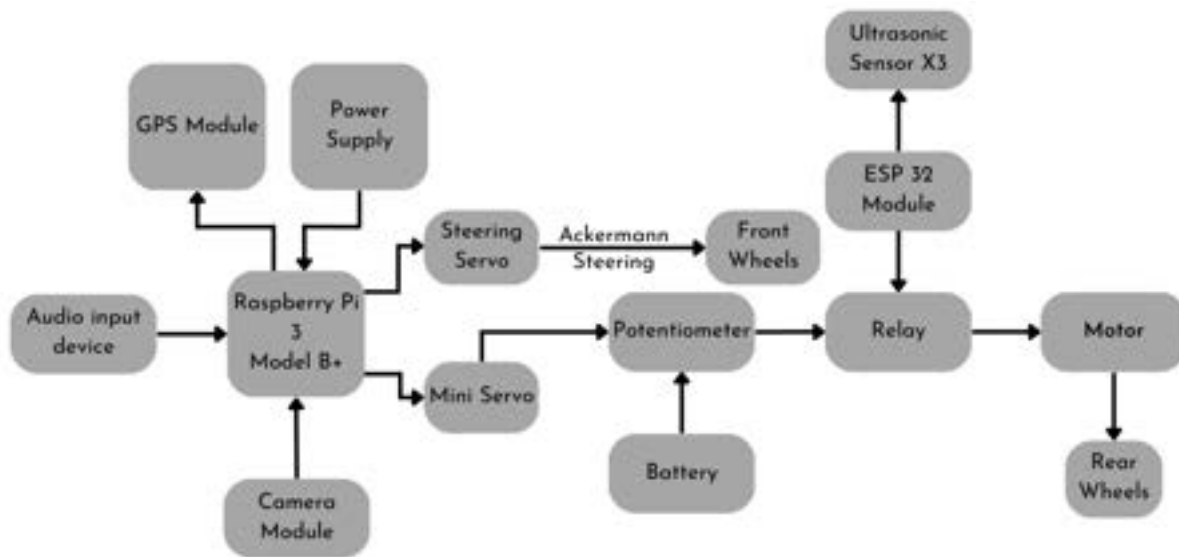 Ultrasonic
Sensor X3
GPS Module
Power
Supply
ESP 32
Module
Steering
Servo
Ackermann
Steering
Front
Wheels
Audio input
device
Raspberry Pi
3
Model B+
Potentiometer
Relay
Motor
Mini Servo
Battery
Rear
Wheels
Camera
Module